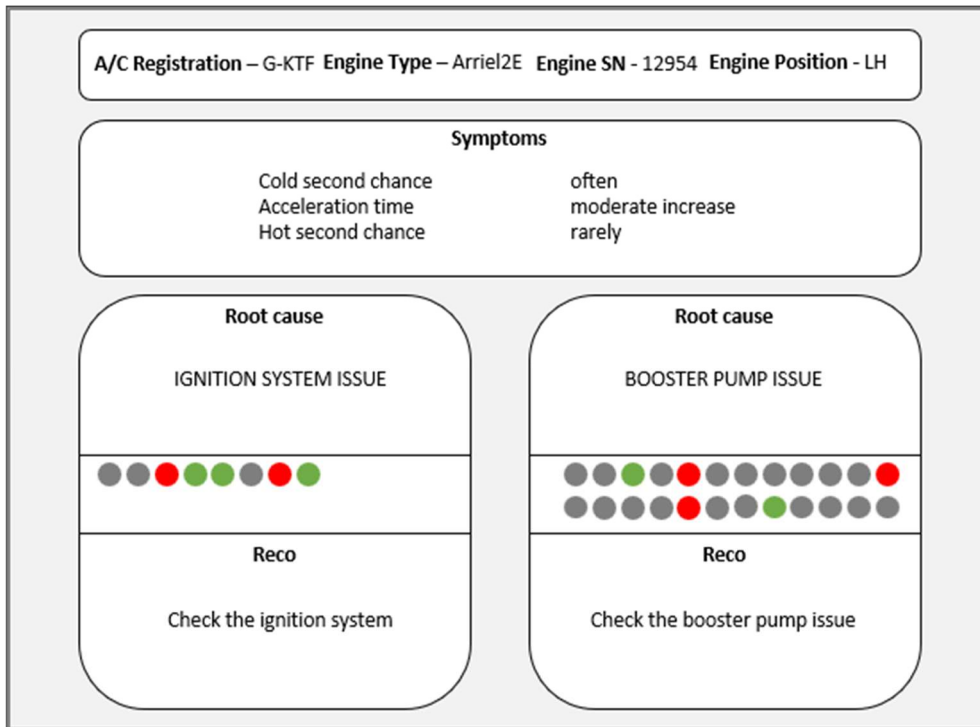 A/C Registration – G-KTF Engine Type – Arriel2E Engine SN - 12954 Engine Position - LH
Symptoms
Cold second chance often
Acceleration time moderate increase
Hot second chance rarely
Root cause
IGNITION SYSTEM ISSUE
Reco
Check the ignition system
Root cause
BOOSTER PUMP ISSUE
Reco
Check the booster pump issue